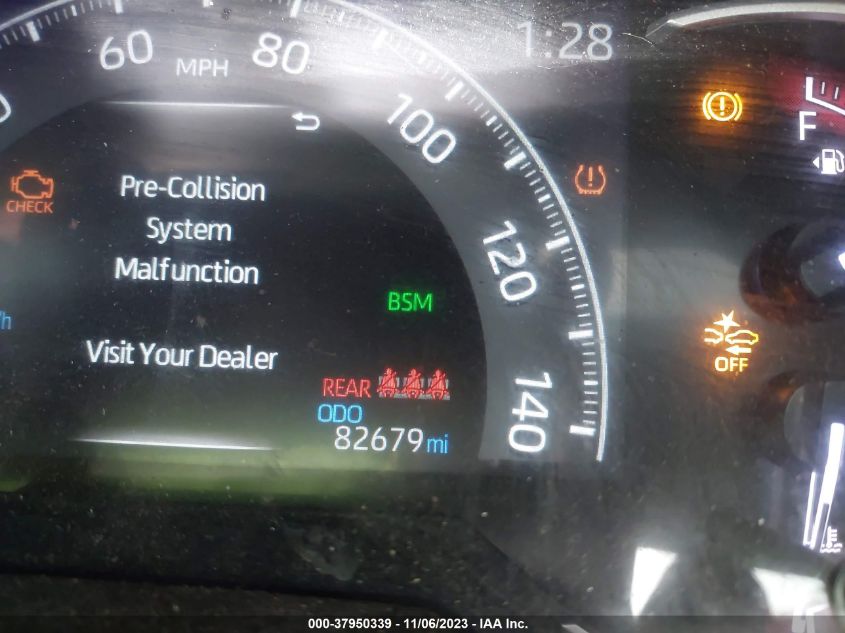 1:28
60
80
MPH
100
120
140
F
CHECK
Pre-Collision
System
Malfunction
Visit Your Dealer
BSM
OFF
REAR
ODO
82679 mi
000-37950339 - 11/06/2023 - IAA Inc.